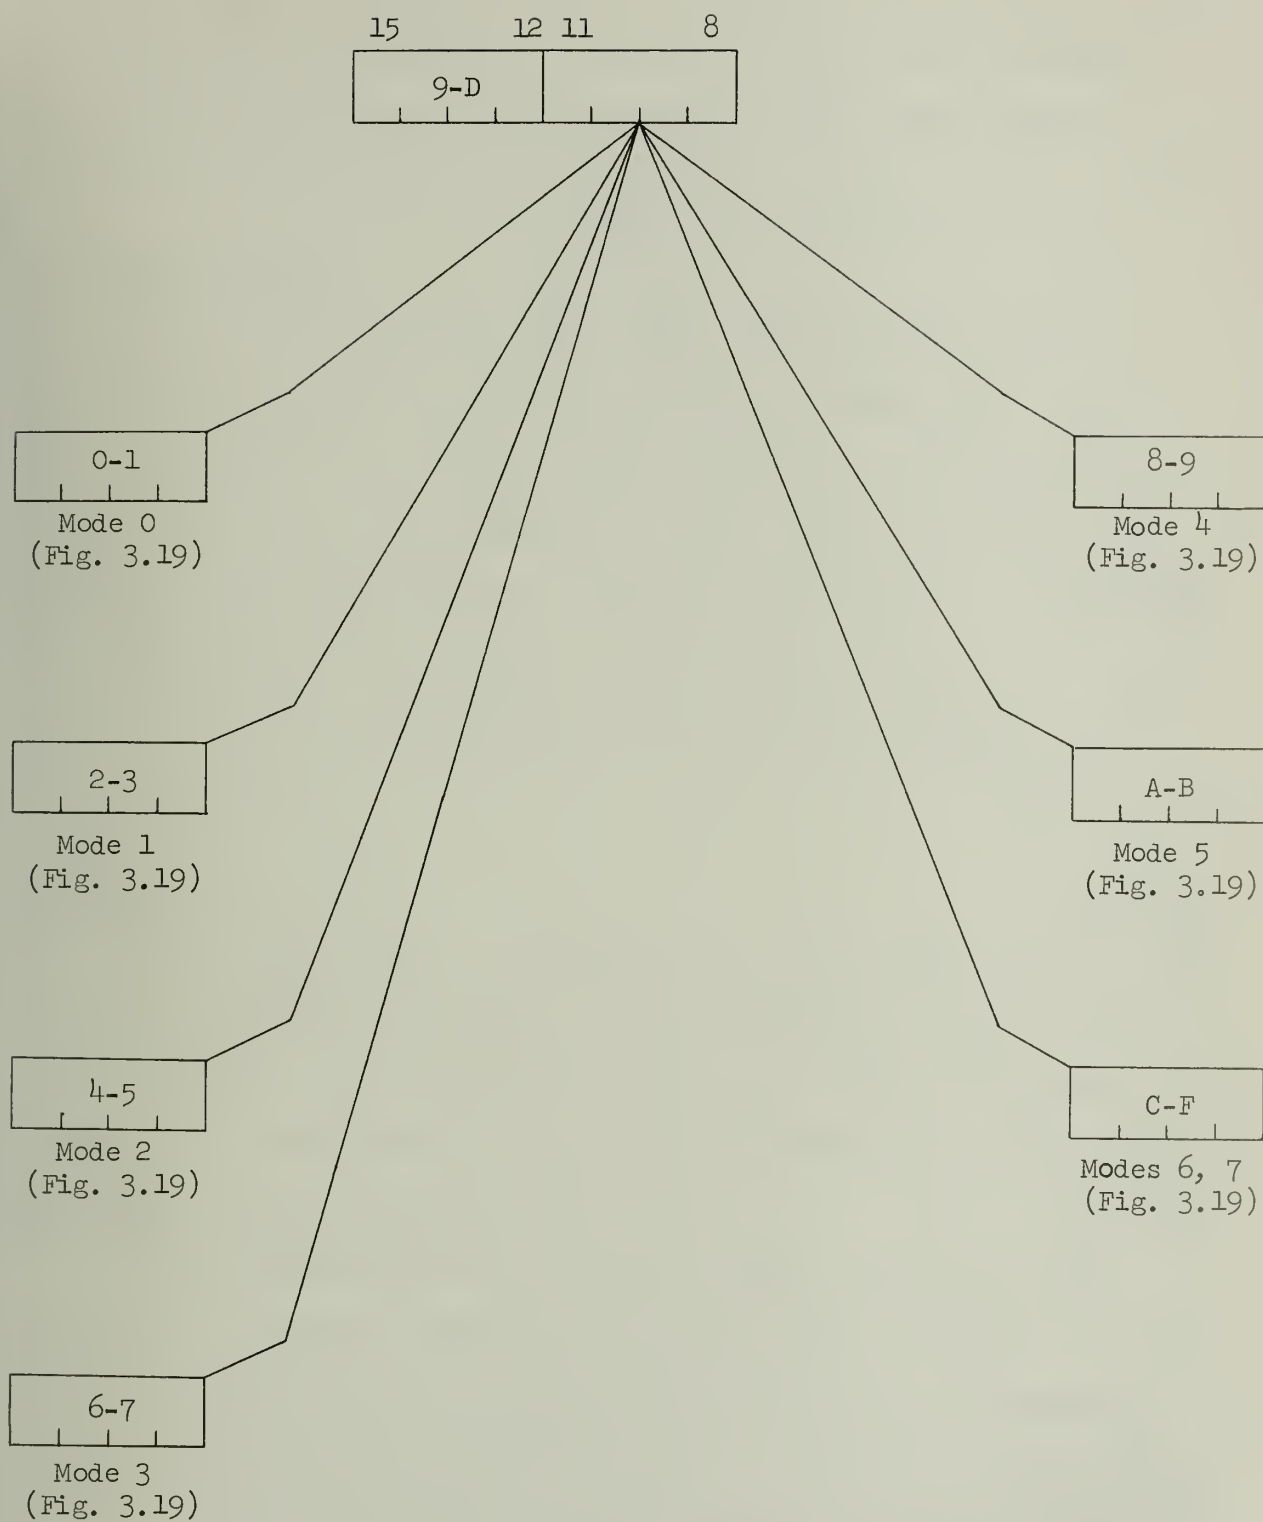 15 12 11 8
9-D
0-1
Mode 0
(Fig. 3.19)
2-3
Mode 1
(Fig. 3.19)
4-5
Mode 2
(Fig. 3.19)
6-7
Mode 3
(Fig. 3.19)
8-9
Mode 4
(Fig. 3.19)
A-B
Mode 5
(Fig. 3.19)
C-F
Modes 6, 7
(Fig. 3.19)